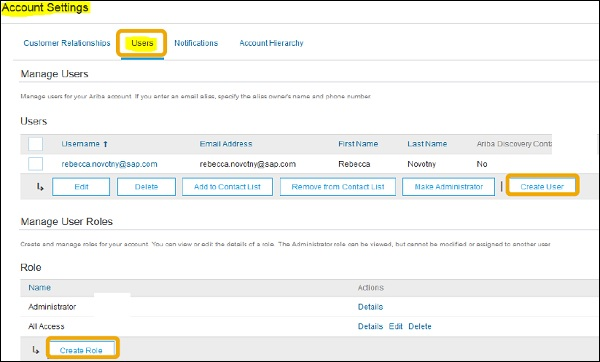 Account Settings
Customer Relationships Users Notifications Account Hierarchy
Manage Users
Manage users for your Ariba account. If you enter an email alias, specify the alias owner's name and phone number.
Users
Username ↑ Email Address First Name Last Name Ariba Discovery Conta
rebecca.novotny@sap.com rebecca.novotny@sap.com Rebecca Novotny No
Edit Delete Add to Contact List Remove from Contact List Make Administrator | Create User
Manage User Roles
Create and manage roles for your account. You can view or edit the details of a role. The Administrator role can be viewed, but cannot be modified or assigned to another user
Role
Name Actions
Administrator Details
All Access Details Edit Delete
Create Role